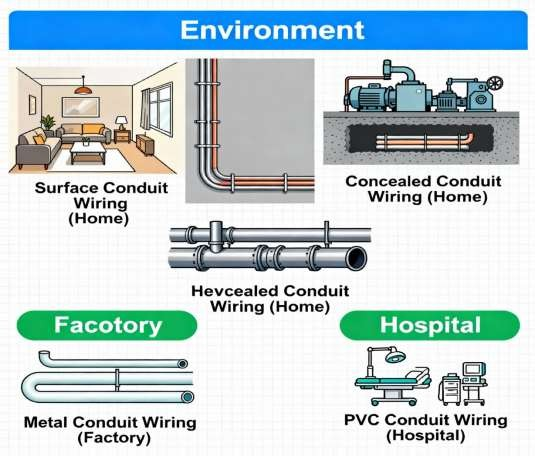 Environment
Surface Conduit
Wiring
(Home)
Concealed Conduit
Wiring (Home)
Hevcealed Conduit
Wiring (Home)
Facotory
Hospital
Metal Conduit Wiring
(Factory)
PVC Conduit Wiring
(Hospital)